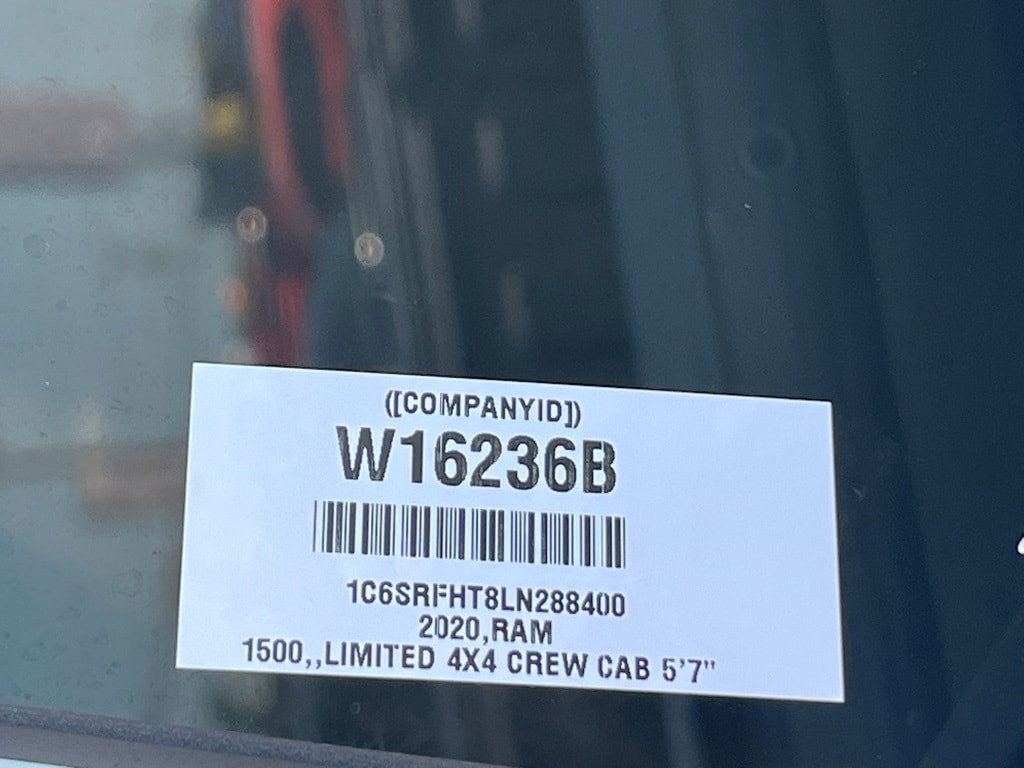 ([COMPANYID])
W16236B
1C6SRFHT8LN288400
2020,RAM
1500,,LIMITED 4X4 CREW CAB 5'7"